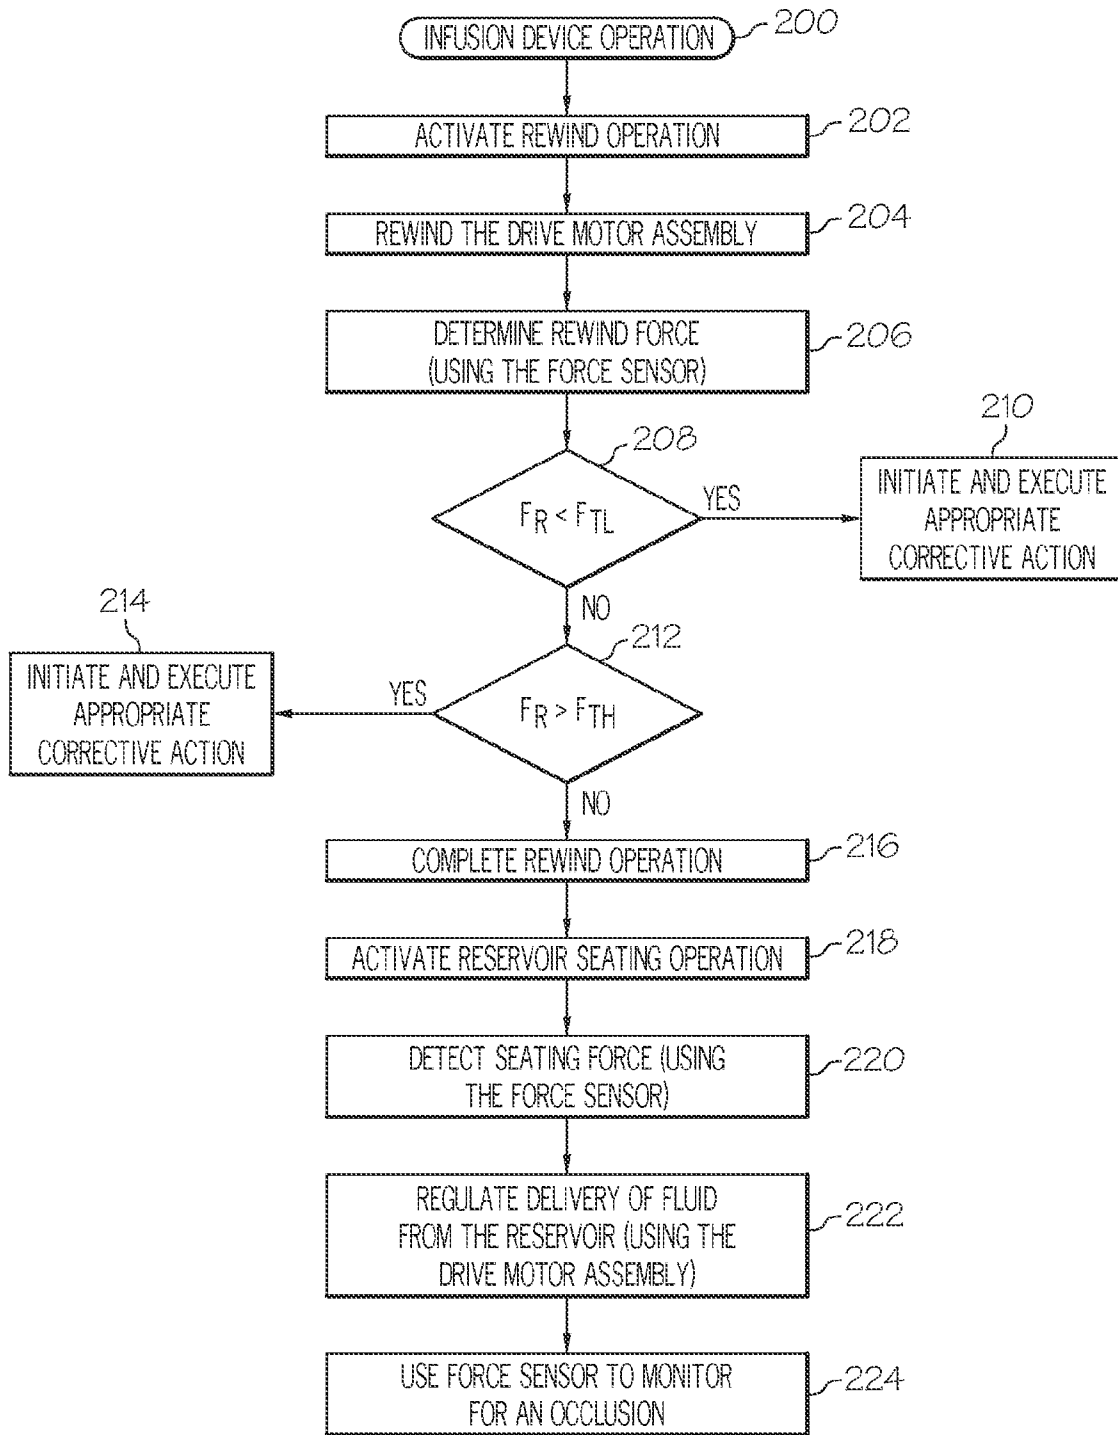 INFUSION DEVICE OPERATION
200
ACTIVATE REWIND OPERATION
202
REWIND THE DRIVE MOTOR ASSEMBLY
204
DETERMINE REWIND FORCE
(USING THE FORCE SENSOR)
206
208
FR < FTL
YES
210
INITIATE AND EXECUTE
APPROPRIATE
CORRECTIVE ACTION
NO
212
FR > FTH
YES
214
INITIATE AND EXECUTE
APPROPRIATE
CORRECTIVE ACTION
NO
COMPLETE REWIND OPERATION
216
ACTIVATE RESERVOIR SEATING OPERATION
218
DETECT SEATING FORCE (USING
THE FORCE SENSOR)
220
REGULATE DELIVERY OF FLUID
FROM THE RESERVOIR (USING THE
DRIVE MOTOR ASSEMBLY)
222
USE FORCE SENSOR TO MONITOR
FOR AN OCCLUSION
224